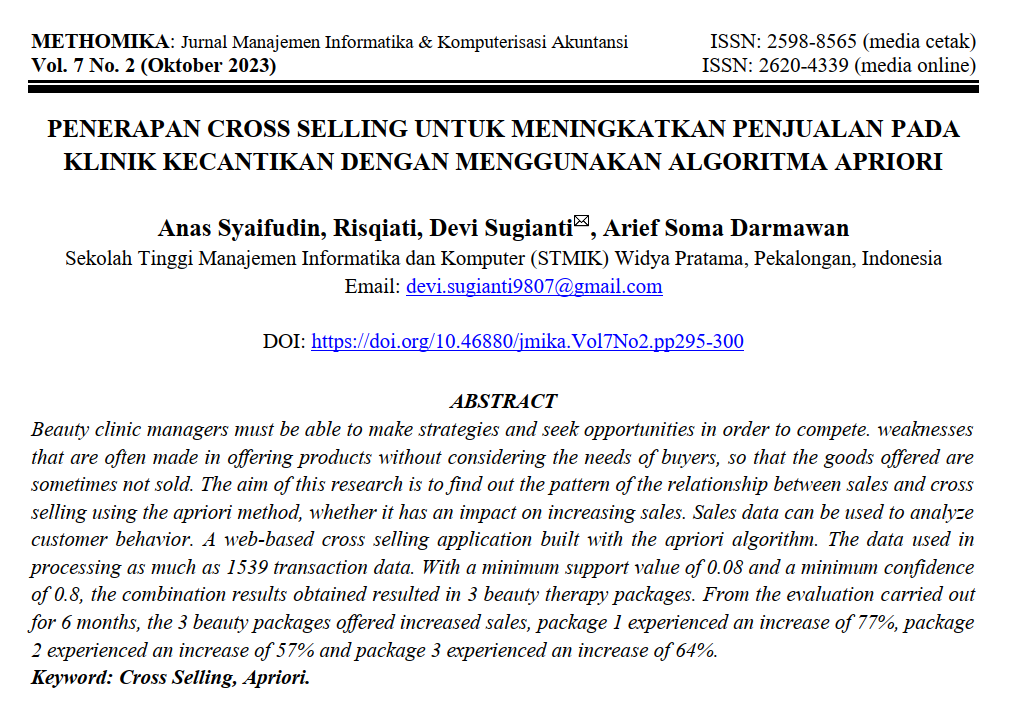 METHOMIKA: Jurnal Manajemen Informatika & Komputerisasi Akuntansi ISSN: 2598-8565 (media cetak)
Vol. 7 No. 2 (Oktober 2023) ISSN: 2620-4339 (media online)
PENERAPAN CROSS SELLING UNTUK MENINGKATKAN PENJUALAN PADA
KLINIK KECANTIKAN DENGAN MENGGUNAKAN ALGORITMA APRIORI
Anas Syaifudin, Risqiati, Devi Sugianti✉, Arief Soma Darmawan
Sekolah Tinggi Manajemen Informatika dan Komputer (STMIK) Widya Pratama, Pekalongan, Indonesia
Email: devi.sugianti9807@gmail.com
DOI: https://doi.org/10.46880/jmika.Vol7No2.pp295-300
ABSTRACT
Beauty clinic managers must be able to make strategies and seek opportunities in order to compete. weaknesses
that are often made in offering products without considering the needs of buyers, so that the goods offered are
sometimes not sold. The aim of this research is to find out the pattern of the relationship between sales and cross
selling using the apriori method, whether it has an impact on increasing sales. Sales data can be used to analyze
customer behavior. A web-based cross selling application built with the apriori algorithm. The data used in
processing as much as 1539 transaction data. With a minimum support value of 0.08 and a minimum confidence
of 0.8, the combination results obtained resulted in 3 beauty therapy packages. From the evaluation carried out
for 6 months, the 3 beauty packages offered increased sales, package 1 experienced an increase of 77%, package
2 experienced an increase of 57% and package 3 experienced an increase of 64%.
Keyword: Cross Selling, Apriori.